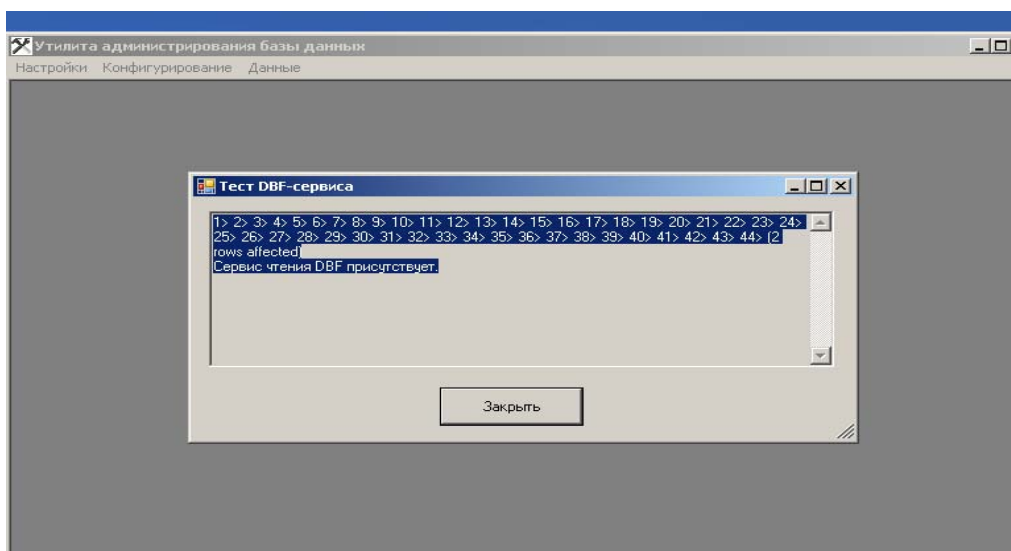 Утилита администрирования базы данных
Настройки Конфигурирование Данные
Тест DBF-сервиса
1> 2> 3> 4> 5> 6> 7> 8> 9> 10> 11> 12> 13> 14> 15> 16> 17> 18> 19> 20> 21> 22> 23> 24>
25> 26> 27> 28> 29> 30> 31> 32> 33> 34> 35> 36> 37> 38> 39> 40> 41> 42> 43> 44> (2
rows affected)
Сервис чтения DBF присутствует.
Закрыть